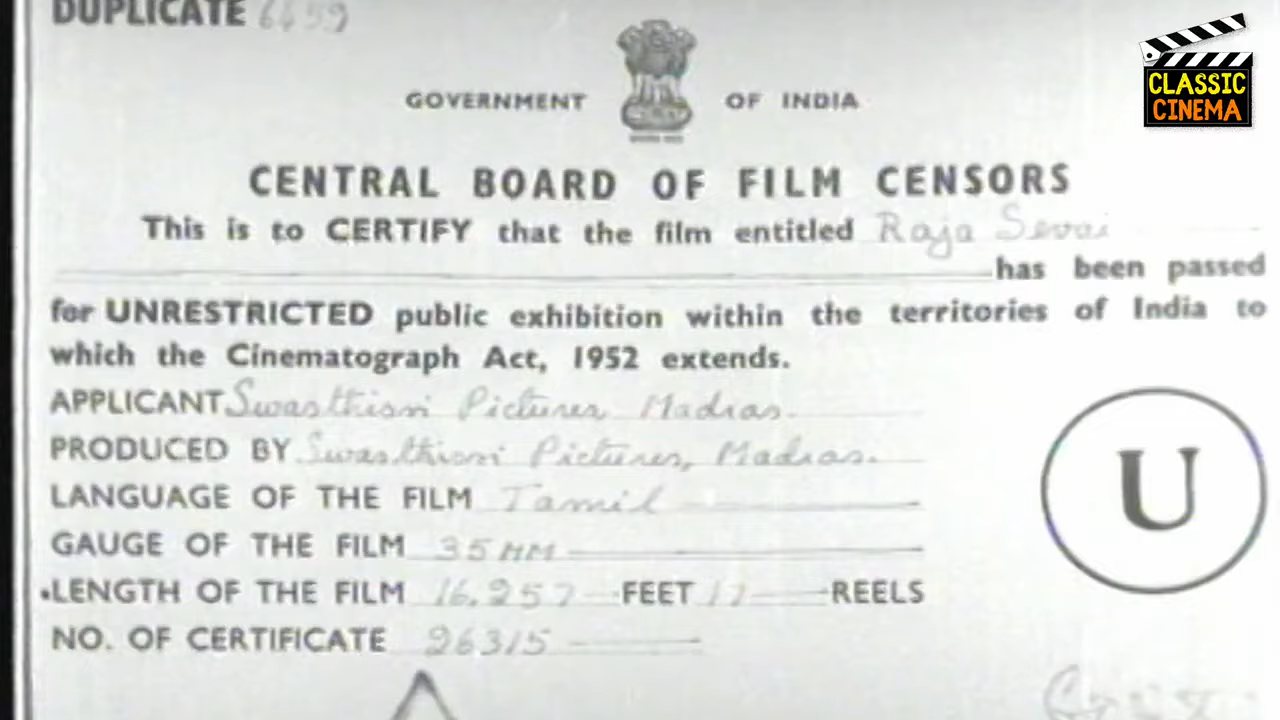 DUPLICATE 6459
CLASSIC
CINEMA
GOVERNMENT OF INDIA
CENTRAL BOARD OF FILM CENSORS
This is to CERTIFY that the film entitled Raja Sevai
has been passed
for UNRESTRICTED public exhibition within the territories of India to
which the Cinematograph Act, 1952 extends.
APPLICANT Swasthisri Pictures, Madras.
PRODUCED BY Swasthisri Pictures, Madras.
LANGUAGE OF THE FILM Tamil
GAUGE OF THE FILM 35 MM
LENGTH OF THE FILM 16,257 FEET 17 REELS
NO. OF CERTIFICATE 26315
U